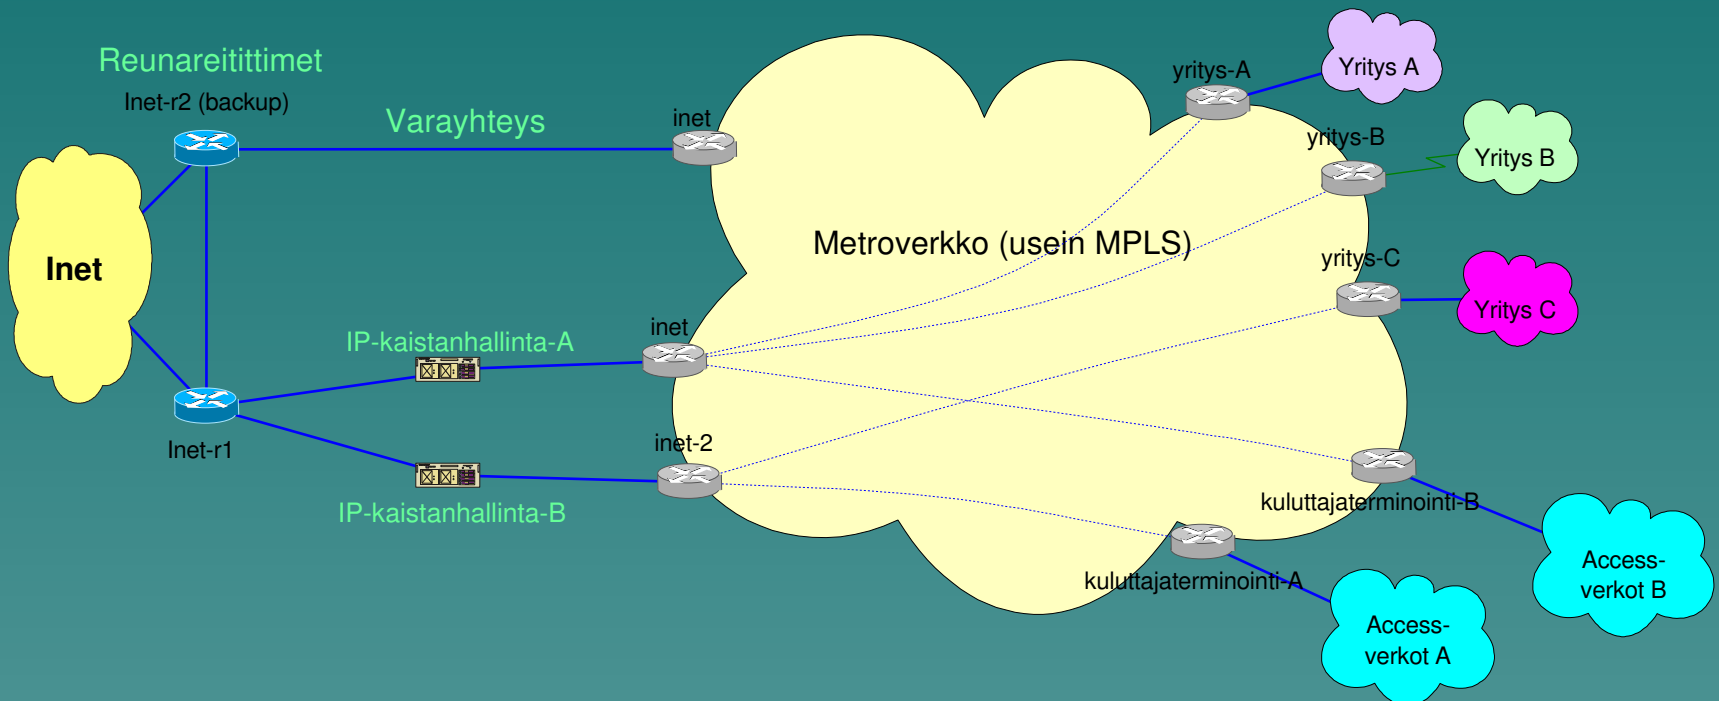 Reunareitittimet
Inet-r2 (backup)
Varayhteys
inet
yritys-A
Yritys A
yritys-B
Yritys B
Metroverkko (usein MPLS)
yritys-C
Yritys C
Inet
IP-kaistanhallinta-A
inet
Inet-r1
inet-2
IP-kaistanhallinta-B
kuluttajaterminointi-B
kuluttajaterminointi-A
Access-
verkot B
Access-
verkot A